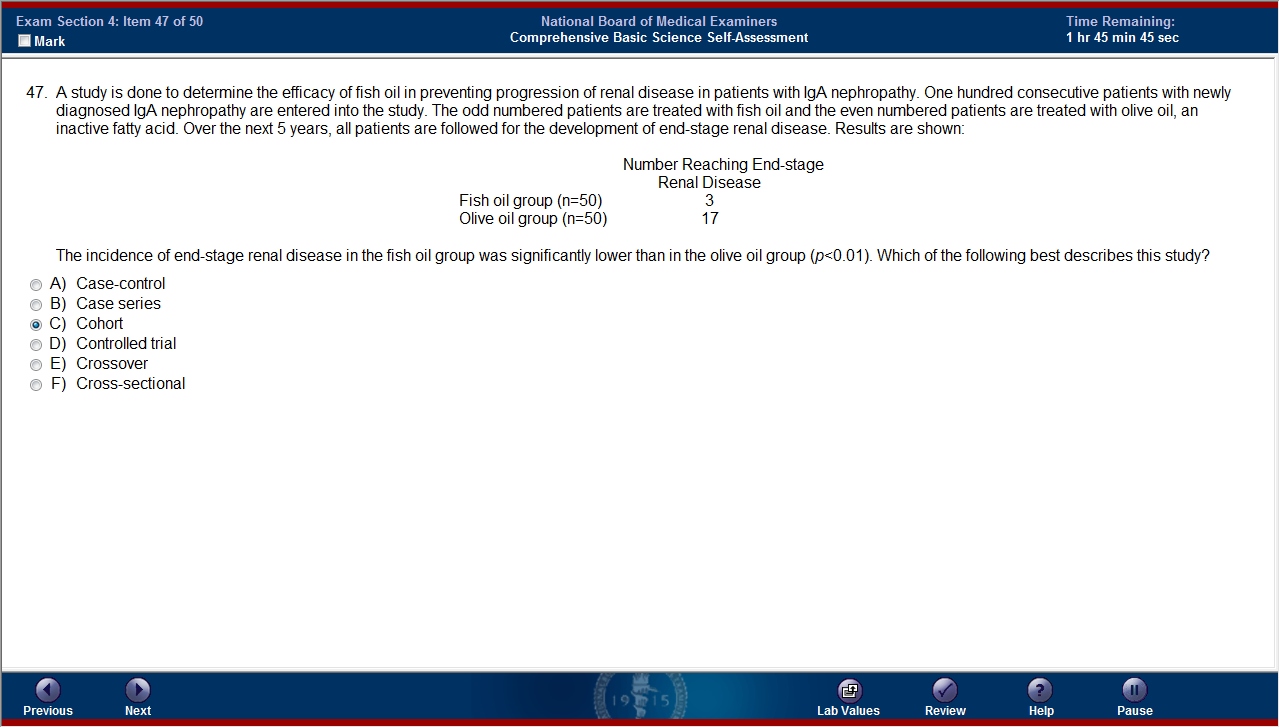 Exam Section 4: Item 47 of 50
National Board of Medical Examiners
Time Remaining:
Mark
Comprehensive Basic Science Self-Assessment
1 hr 45 min 45 sec
47. A study is done to determine the efficacy of fish oil in preventing progression of renal disease in patients with IgA nephropathy. One hundred consecutive patients with newly
diagnosed IgA nephropathy are entered into the study. The odd numbered patients are treated with fish oil and the even numbered patients are treated with olive oil, an
inactive fatty acid. Over the next 5 years, all patients are followed for the development of end-stage renal disease. Results are shown:
Number Reaching End-stage
Renal Disease
Fish oil group (n=50) 3
Olive oil group (n=50) 17
The incidence of end-stage renal disease in the fish oil group was significantly lower than in the olive oil group (p<0.01). Which of the following best describes this study?
A) Case-control
B) Case series
C) Cohort
D) Controlled trial
E) Crossover
F) Cross-sectional
1915
Previous
Next
Lab Values
Review
Help
Pause